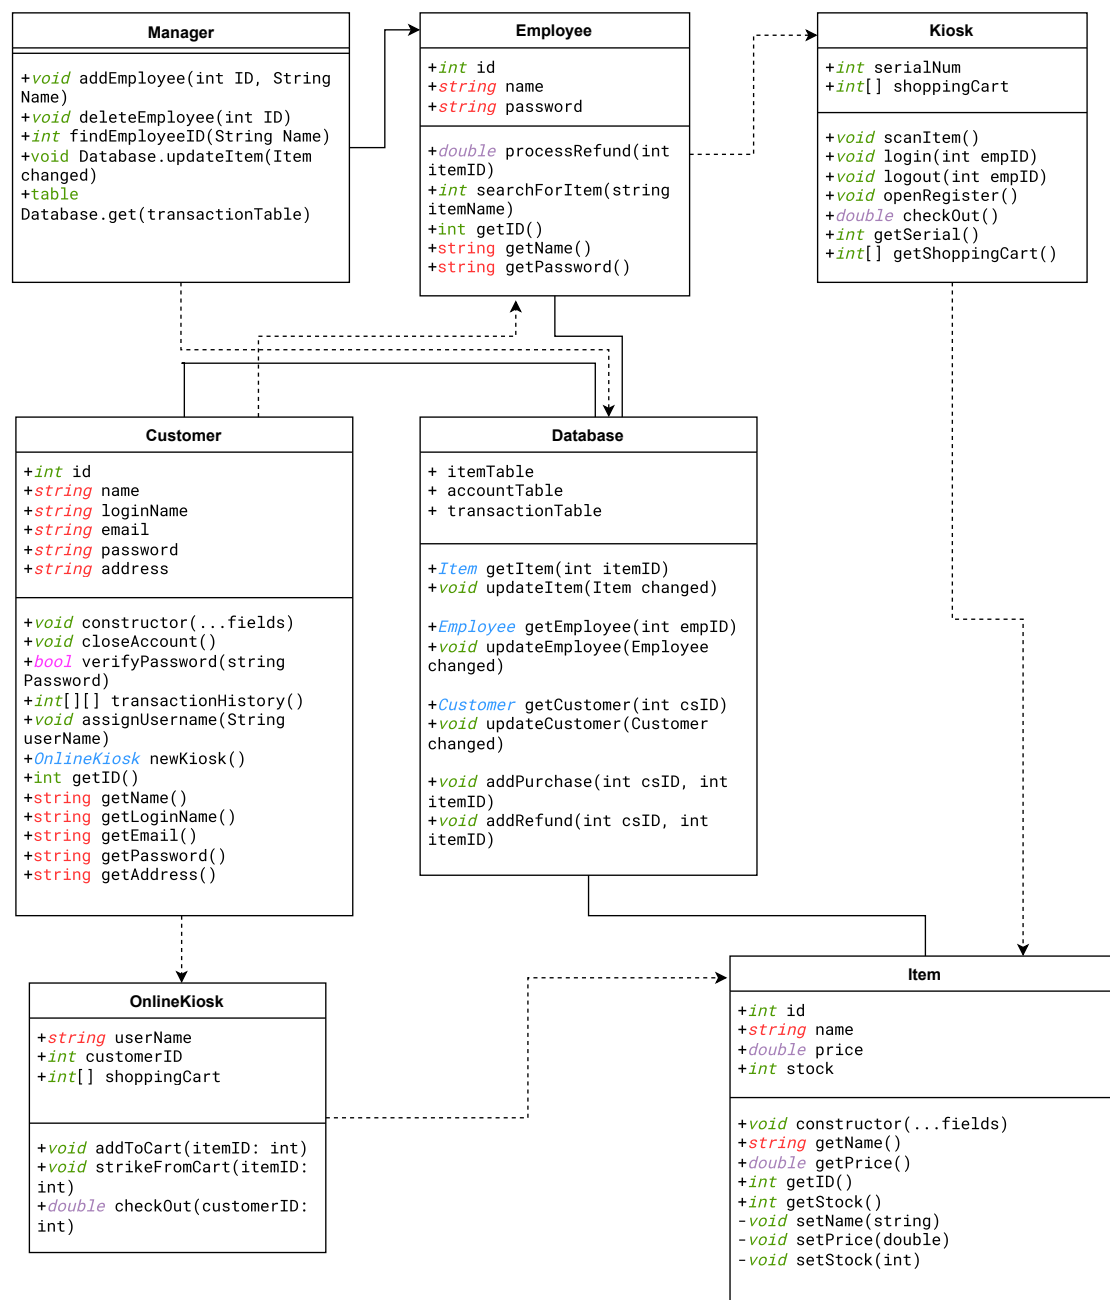 Manager
+void addEmployee(int ID, String
Name)
+void deleteEmployee(int ID)
+int findEmployeeID(String Name)
+void Database.updateItem(Item
changed)
+table
Database.get(transactionTable)
Employee
+int id
+string name
+string password
+double processRefund(int
itemID)
+int searchForItem(string
itemName)
+int getID()
+string getName()
+string getPassword()
Kiosk
+int serialNum
+int[] shoppingCart
+void scanItem()
+void login(int empID)
+void logout(int empID)
+void openRegister()
+double checkOut()
+int getSerial()
+int[] getShoppingCart()
Customer
+int id
+string name
+string loginName
+string email
+string password
+string address
+void constructor(...fields)
+void closeAccount()
+bool verifyPassword(string
Password)
+int[][] transactionHistory()
+void assignUsername(String
userName)
+OnlineKiosk newKiosk()
+int getID()
+string getName()
+string getLoginName()
+string getEmail()
+string getPassword()
+string getAddress()
Database
+ itemTable
+ accountTable
+ transactionTable
+Item getItem(int itemID)
+void updateItem(Item changed)
+Employee getEmployee(int empID)
+void updateEmployee(Employee
changed)
+Customer getCustomer(int csID)
+void updateCustomer(Customer
changed)
+void addPurchase(int csID, int
itemID)
+void addRefund(int csID, int
itemID)
OnlineKiosk
+string userName
+int customerID
+int[] shoppingCart
+void addToCart(itemID: int)
+void strikeFromCart(itemID:
int)
+double checkOut(customerID:
int)
Item
+int id
+string name
+double price
+int stock
+void constructor(...fields)
+string getName()
+double getPrice()
+int getID()
+int getStock()
-void setName(string)
-void setPrice(double)
-void setStock(int)